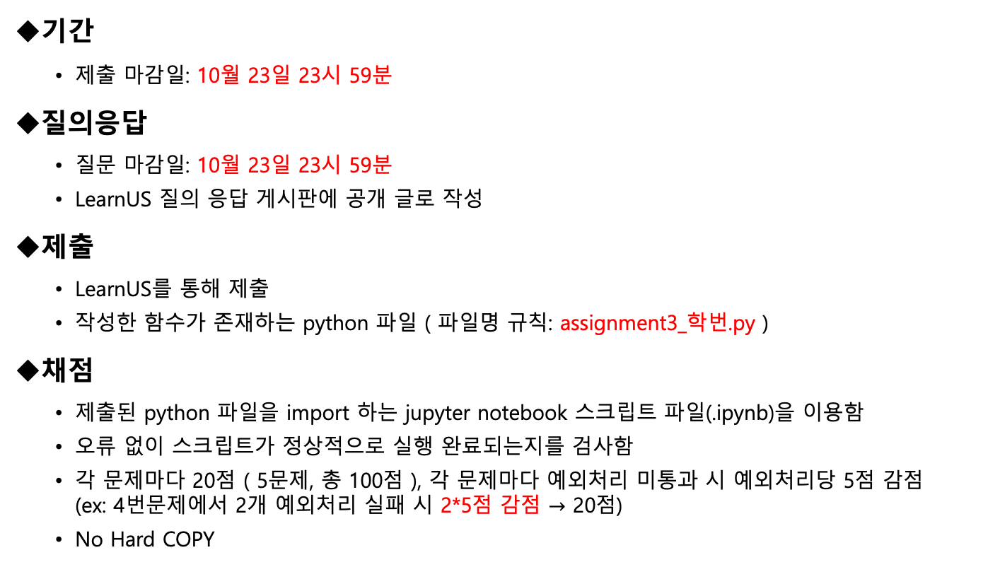 ◆기간
• 제출 마감일: 10월 23일 23시 59분
◆질의응답
• 질문 마감일: 10월 23일 23시 59분
• LearnUS 질의 응답 게시판에 공개 글로 작성
◆제출
• LearnUS를 통해 제출
• 작성한 함수가 존재하는 python 파일 ( 파일명 규칙: assignment3_학번.py )
◆채점
• 제출된 python 파일을 import 하는 jupyter notebook 스크립트 파일(.ipynb)을 이용함
• 오류 없이 스크립트가 정상적으로 실행 완료되는지를 검사함
• 각 문제마다 20점 ( 5문제, 총 100점 ), 각 문제마다 예외처리 미통과 시 예외처리당 5점 감점
(ex: 4번문제에서 2개 예외처리 실패 시 2*5점 감점 → 20점)
• No Hard COPY